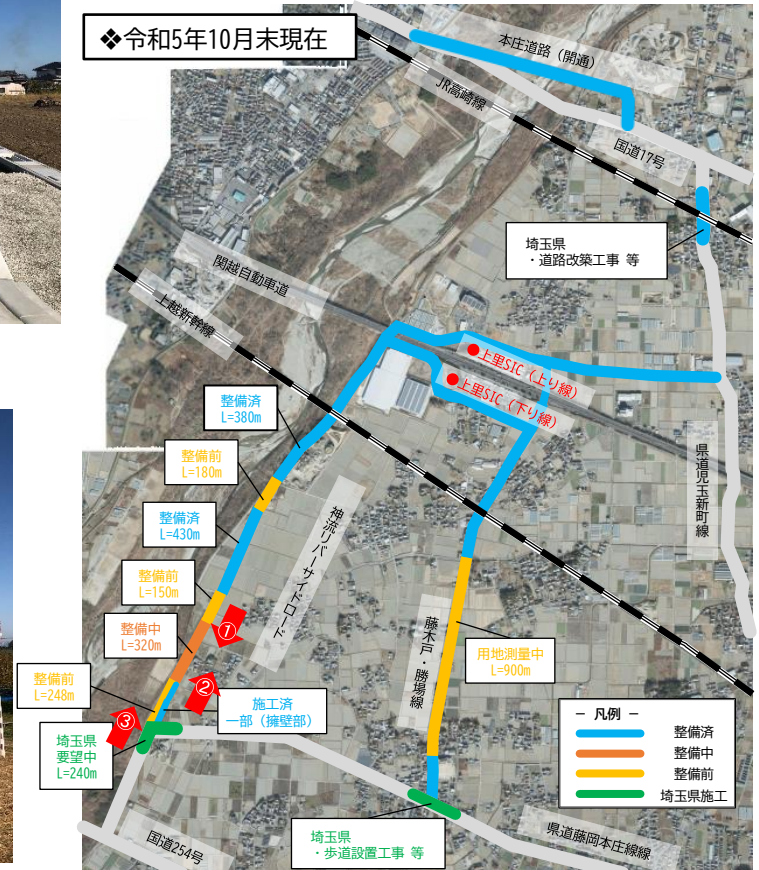 ❖令和5年10月末現在
本庄道路（開通）
JR高崎線
国道17号
埼玉県
・道路改築工事 等
関越自動車道
上越新幹線
●上里SIC（上り線）
●上里SIC（下り線）
整備済
L=380m
整備前
L=180m
整備済
L=430m
整備前
L=150m
整備中
L=320m
整備前
L=248m
埼玉県
要望中
L=240m
①
②
③
施工済
一部（擁壁部）
神流リバーサイドロード
藤木戸・勝場線
県道児玉新町線
用地測量中
L=900m
− 凡例 −
整備済
整備中
整備前
埼玉県施工
国道254号
埼玉県
・歩道設置工事 等
県道藤岡本庄線線